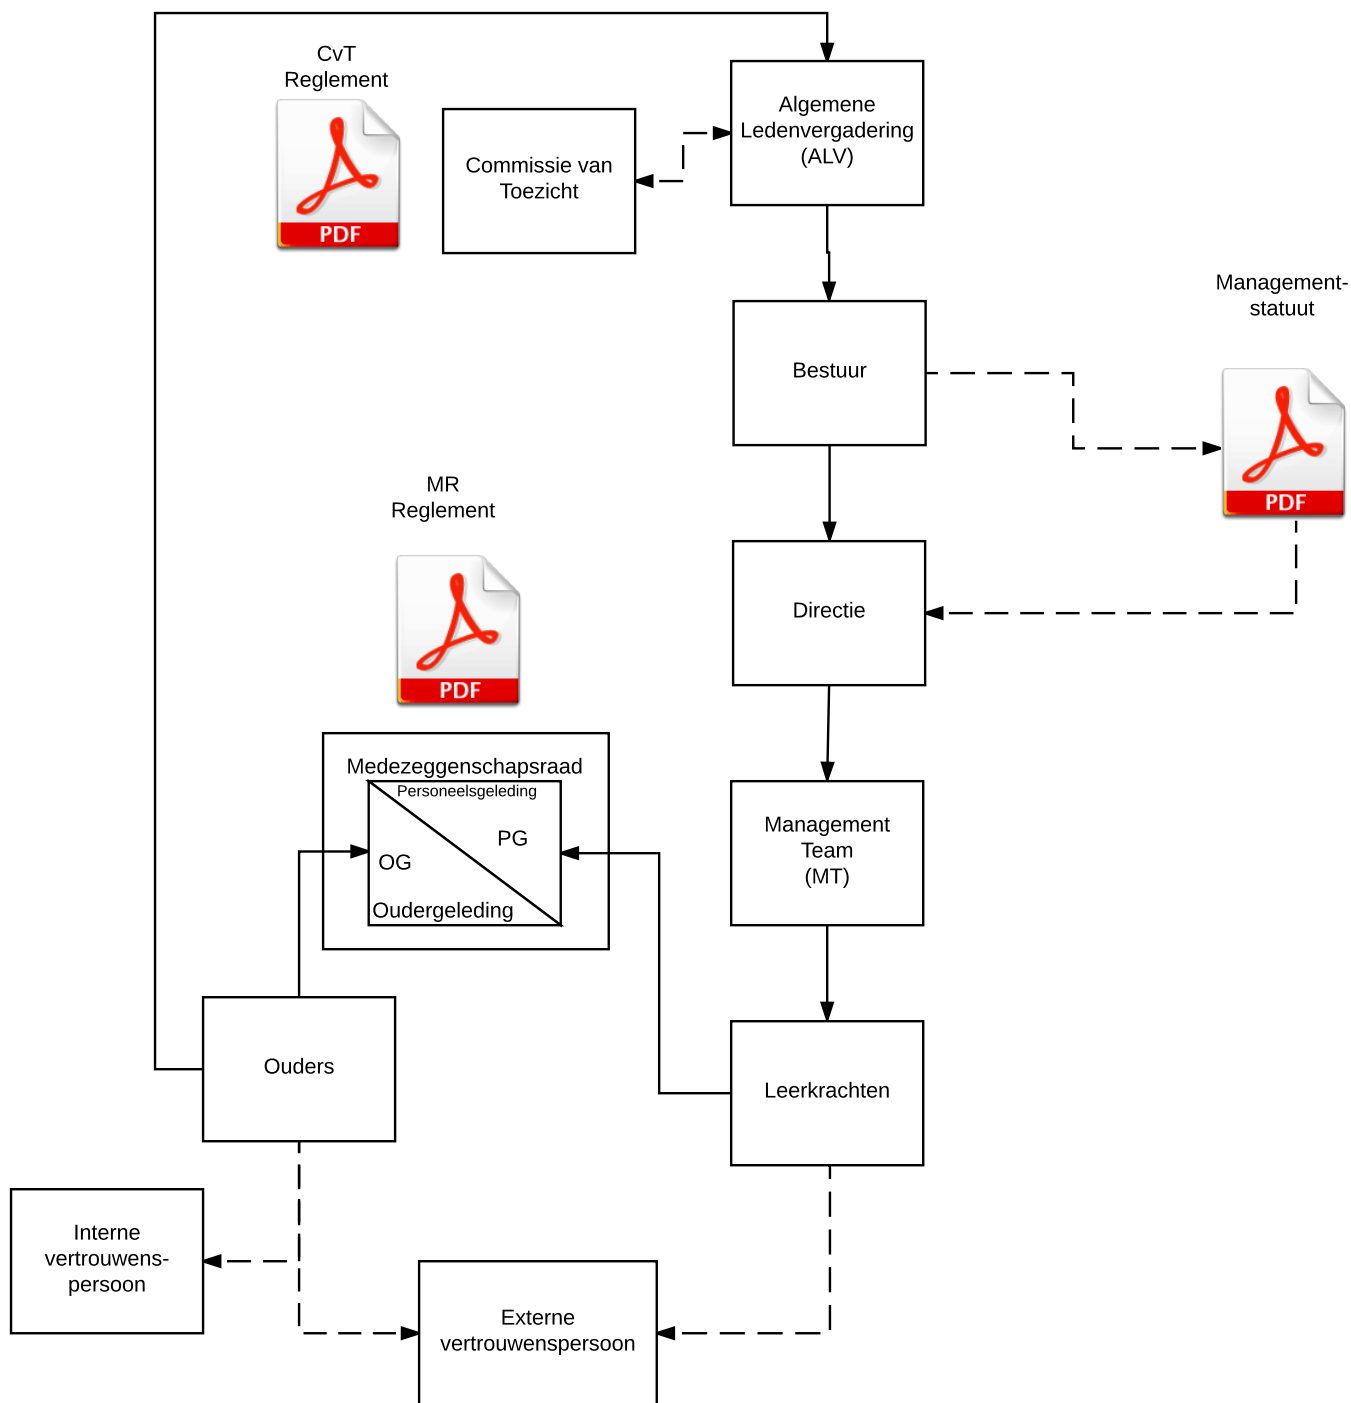 CvT
Reglement
PDF
Commissie van
Toezicht
Algemene
Ledenvergadering
(ALV)
Bestuur
Management-
statuut
PDF
MR
Reglement
PDF
Directie
Medezeggenschapsraad
Personeelsgeleding
PG
OG
Oudergeleding
Management
Team
(MT)
Ouders
Leerkrachten
Interne
vertrouwens-
persoon
Externe
vertrouwenspersoon